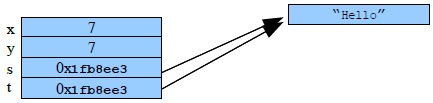 “Hello”
x 7
y 7
s 0x1fb8ee3
t 0x1fb8ee3